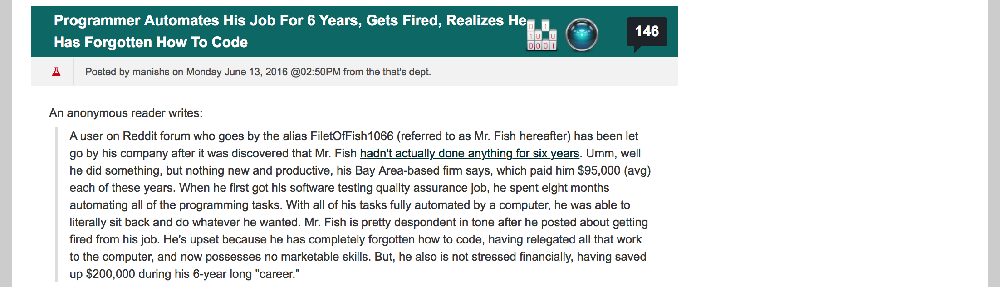 Programmer Automates His Job For 6 Years, Gets Fired, Realizes He
Has Forgotten How To Code
0 1
1 0 0
0 0 0 1
146
Posted by manishs on Monday June 13, 2016 @02:50PM from the that's dept.
An anonymous reader writes:
A user on Reddit forum who goes by the alias FiletOfFish1066 (referred to as Mr. Fish hereafter) has been let
go by his company after it was discovered that Mr. Fish hadn't actually done anything for six years. Umm, well
he did something, but nothing new and productive, his Bay Area-based firm says, which paid him $95,000 (avg)
each of these years. When he first got his software testing quality assurance job, he spent eight months
automating all of the programming tasks. With all of his tasks fully automated by a computer, he was able to
literally sit back and do whatever he wanted. Mr. Fish is pretty despondent in tone after he posted about getting
fired from his job. He's upset because he has completely forgotten how to code, having relegated all that work
to the computer, and now possesses no marketable skills. But, he also is not stressed financially, having saved
up $200,000 during his 6-year long "career."